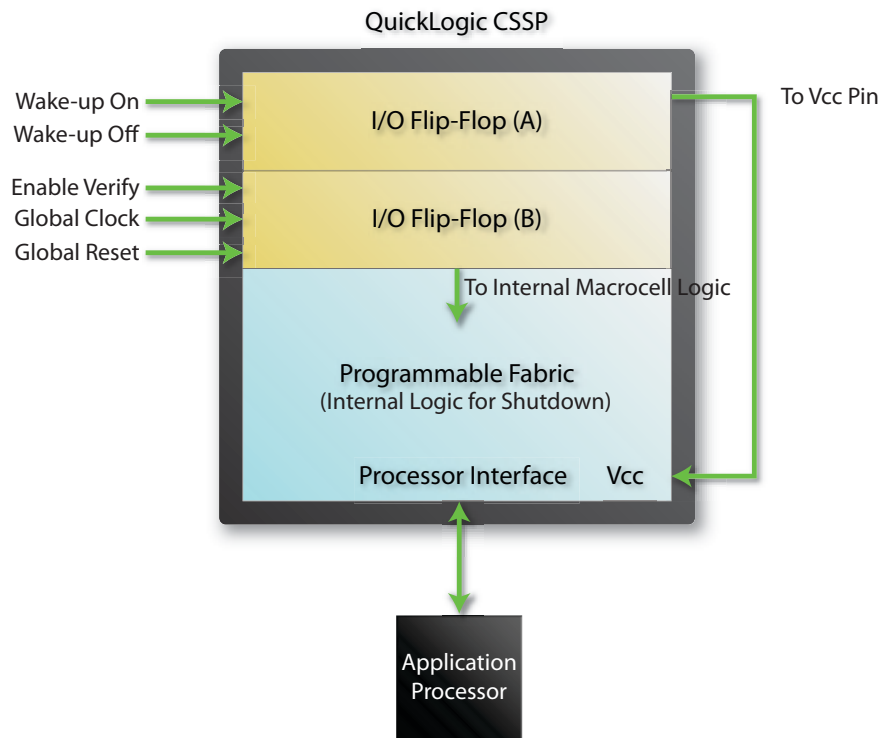 QuickLogic CSSP
Wake-up On
I/O Flip-Flop (A)
To Vcc Pin
Wake-up Off
Enable Verify
Global Clock
I/O Flip-Flop (B)
Global Reset
To Internal Macrocell Logic
Programmable Fabric
(Internal Logic for Shutdown)
Processor Interface
Vcc
Application
Processor